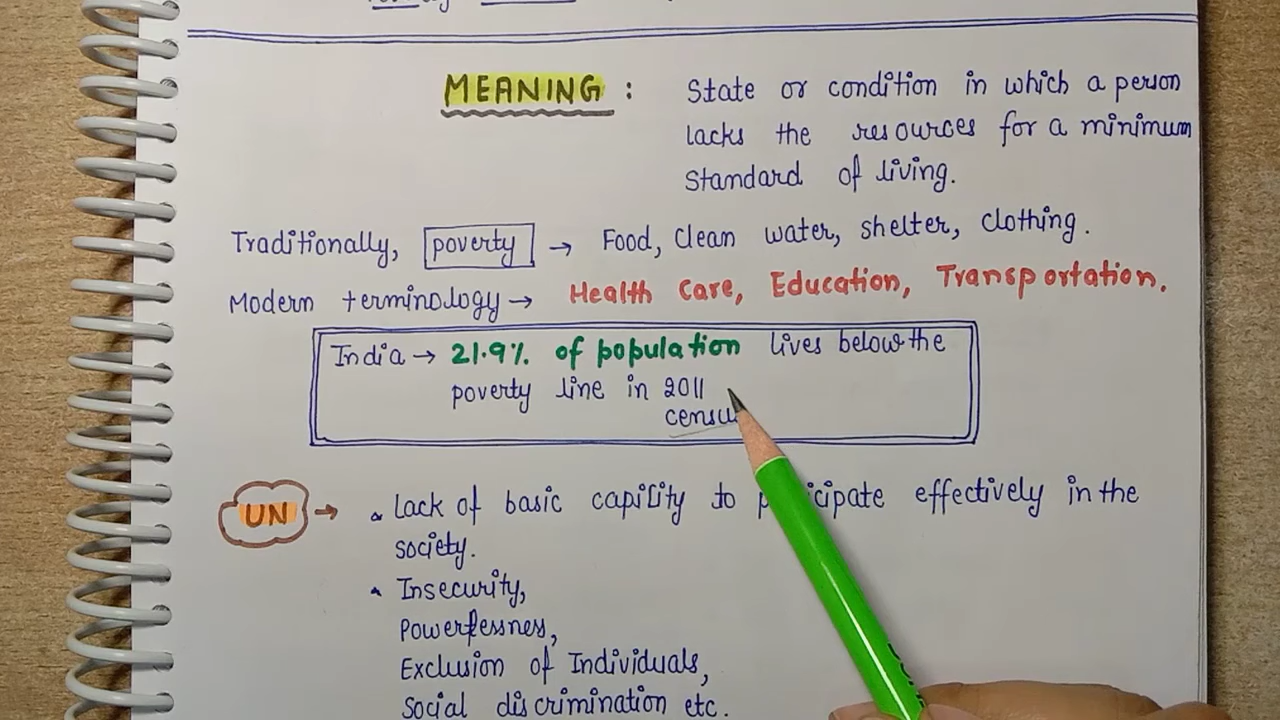 MEANING : State or condition in which a person
lacks the resources for a minimum
standard of living.
Traditionally, poverty → Food, Clean water, shelter, clothing.
Modern terminology → Health Care, Education, Transportation.
India → 21.9% of population lives below the
poverty line in 2011
UN → Lack of basic capility to effectively in the
society.
Insecurity,
Powerlessness,
Exclusion of Individuals,
Social discrimination etc.